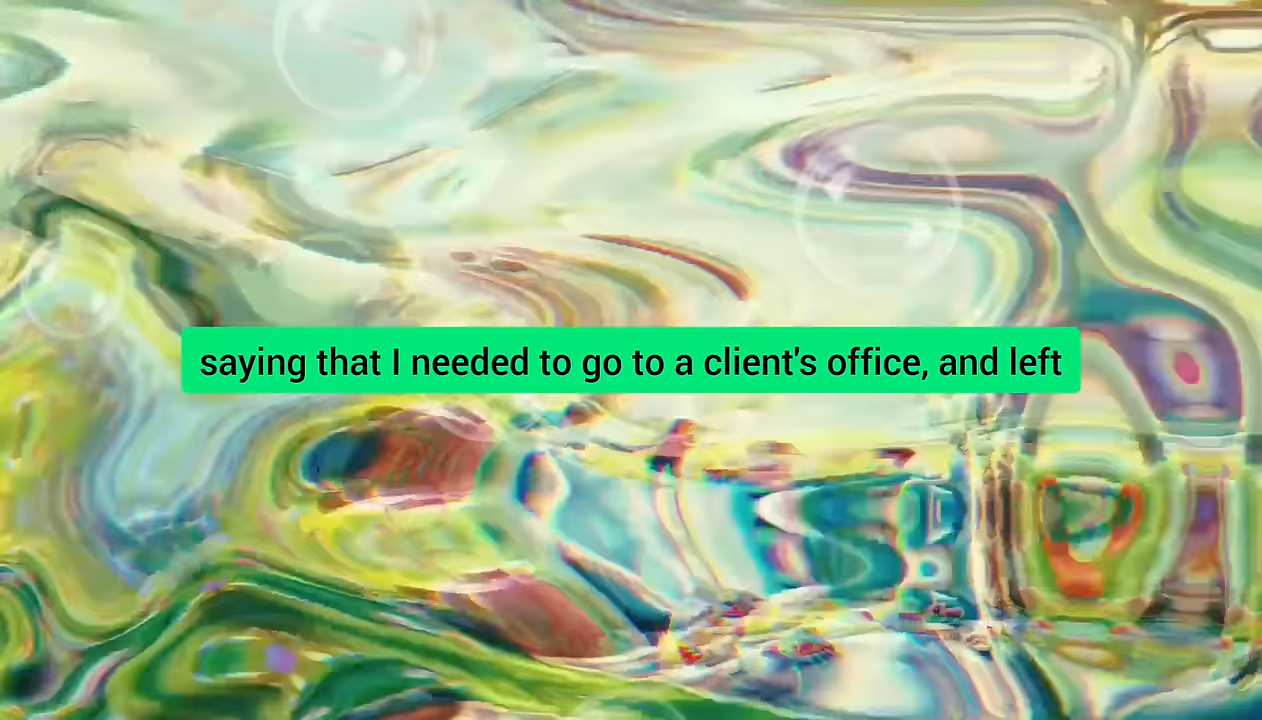 saying that I needed to go to a client's office, and left